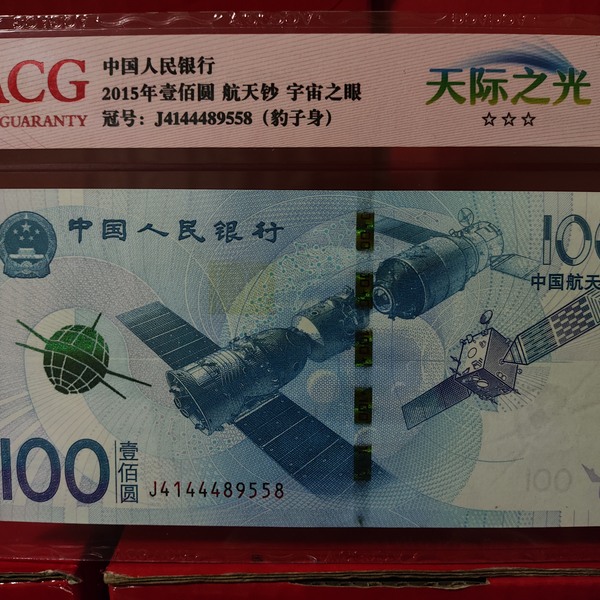 ACG
GUARANTY
中国人民银行
2015年壹佰圆 航天钞 宇宙之眼
冠号：J4144489558（豹子身）
天际之光
☆☆☆
中国人民银行
100
中国航天
100
壹佰圆
J4144489558
100